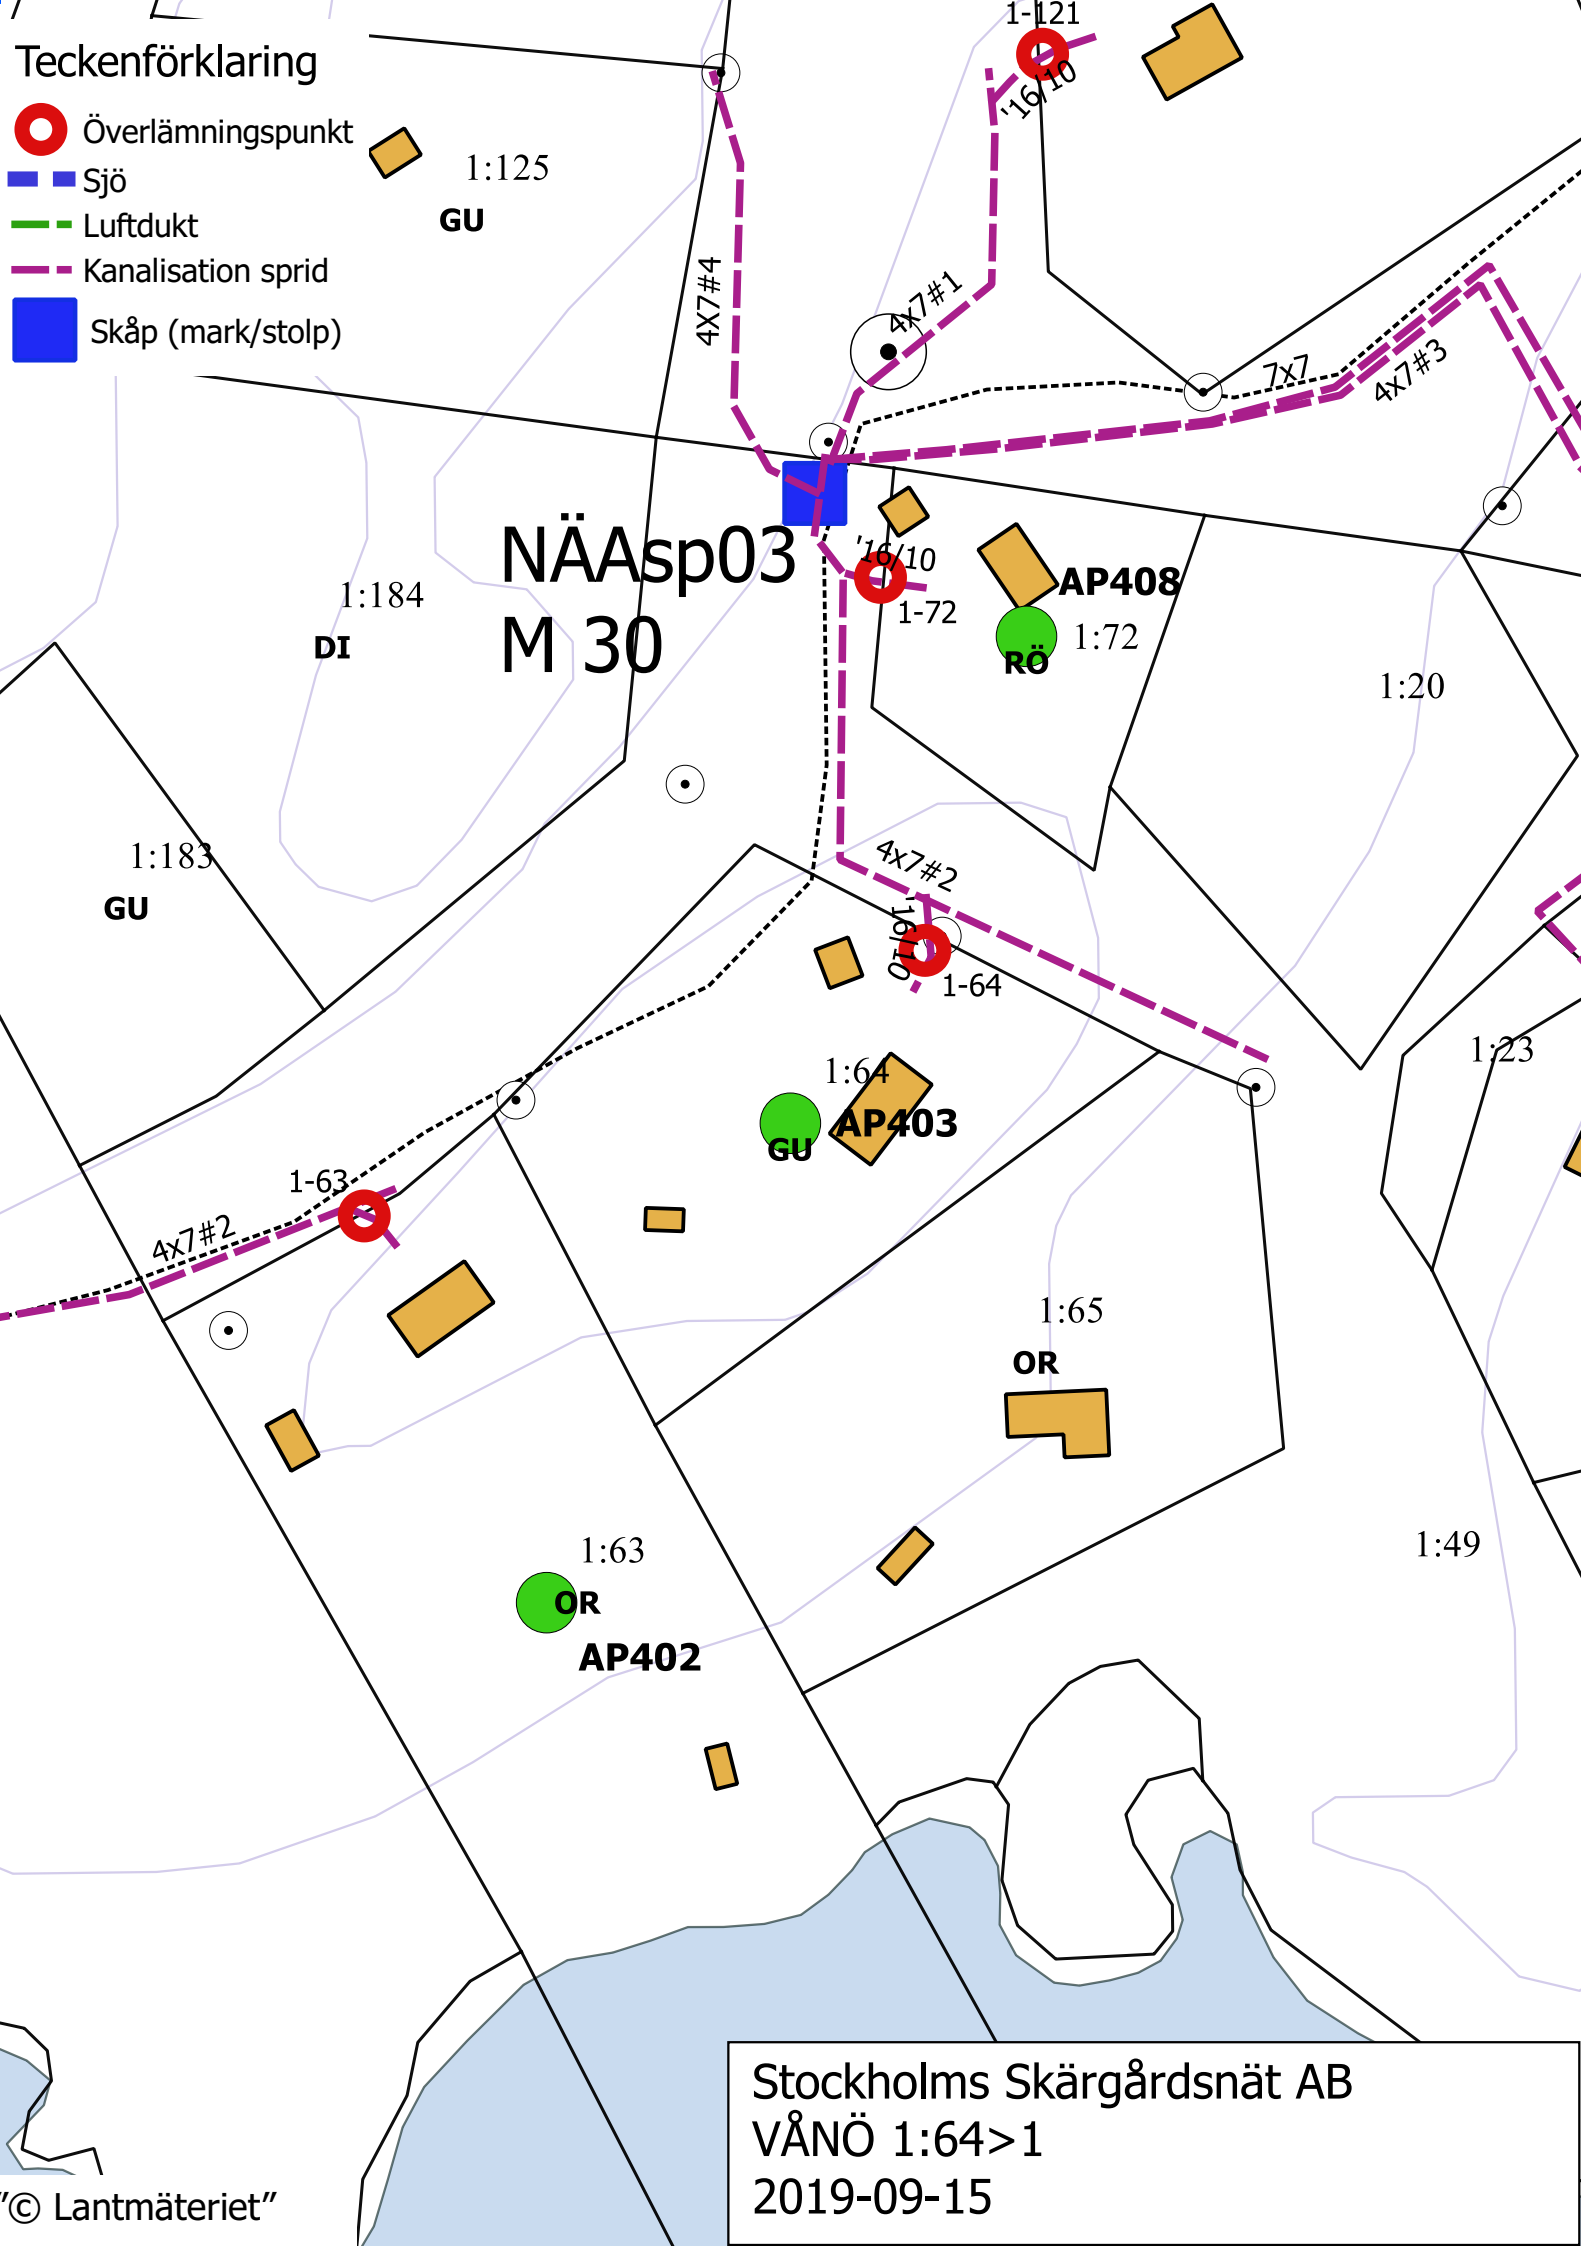 Teckenförklaring
Överlämningspunkt
Sjö
Luftdukt
Kanalisation sprid
Skåp (mark/stolp)
1-121
'16/10
1:125
GU
4X7#4
4x7#1
7x7
4x7#3
NÄAsp03
M 30
'16/10
1-72
AP408
1:72
RÖ
1:184
DI
1:20
1:183
GU
4x7#2
'16/10
1-64
1:23
1:64
AP403
GU
1-63
4x7#2
1:65
OR
1:63
OR
AP402
1:49
Stockholms Skärgårdsnät AB
VÅNÖ 1:64>1
2019-09-15
"© Lantmäteriet"